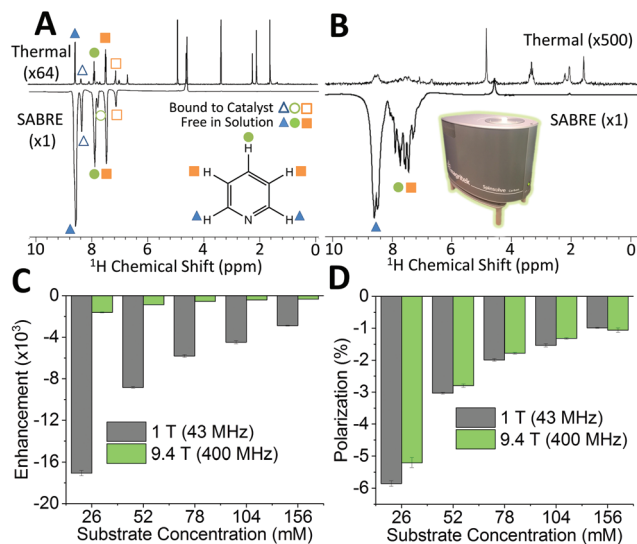 A
Thermal
(x64)
SABRE
(x1)
Bound to Catalyst
Free in Solution
H
H
H
H
H
N
10 8 6 4 2 0
¹H Chemical Shift (ppm)
B
Thermal (x500)
SABRE
(x1)
10 8 6 4 2 0
¹H Chemical Shift (ppm)
C
Enhancement (x10³)
0
-4
-8
-12
-16
-20
1 T (43 MHz)
9.4 T (400 MHz)
26 52 78 104 156
Substrate Concentration (mM)
D
Polarization (%)
0
-1
-2
-3
-4
-5
-6
1 T (43 MHz)
9.4 T (400 MHz)
26 52 78 104 156
Substrate Concentration (mM)